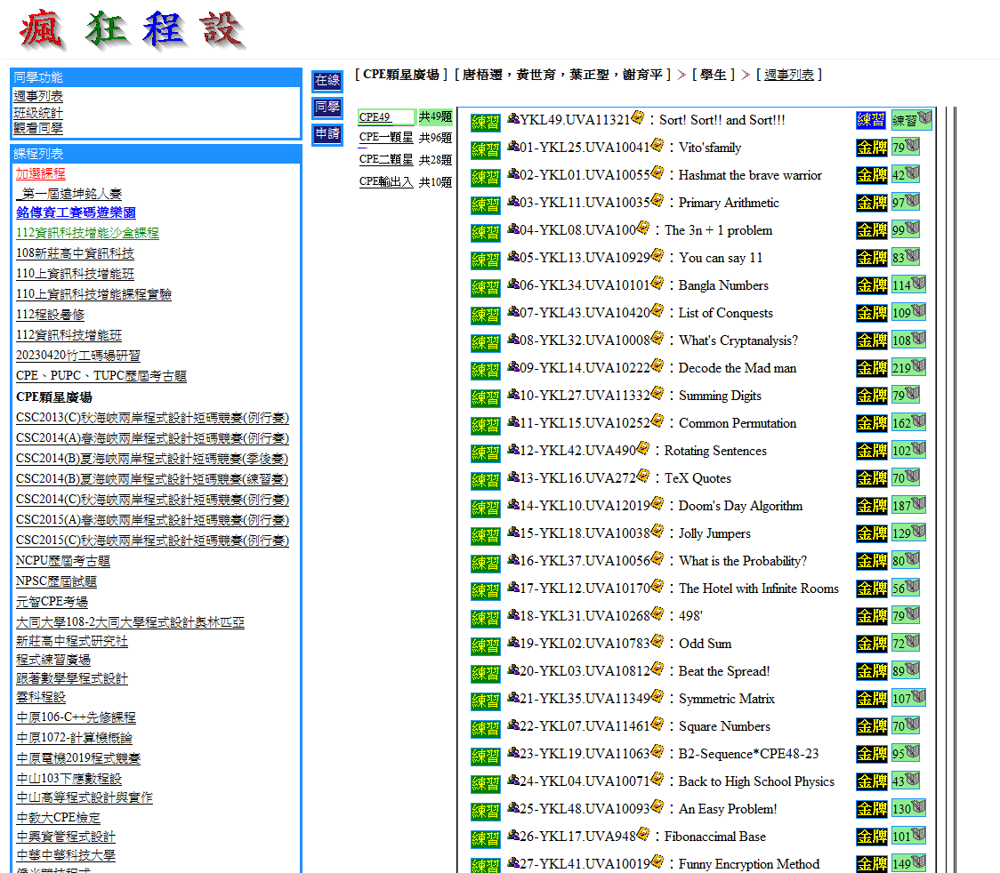 瘋狂程設
同學功能
週事列表
班級統計
觀看同學
課程列表
加選課程
_第一屆遠坤銘人賽
銘傳資工賽碼遊樂園
112資訊科技增能沙盒課程
108新莊高中資訊科技
110上資訊科技增能班
110上資訊科技增能課程實驗
112程設暑修
112資訊科技增能班
20230420竹工碼場研習
CPE、PUPC、TUPC歷屆考古題
CPE顆星廣場
CSC2013(C)秋海峽兩岸程式設計短碼競賽(例行賽)
CSC2014(A)春海峽兩岸程式設計短碼競賽(例行賽)
CSC2014(B)夏海峽兩岸程式設計短碼競賽(季後賽)
CSC2014(B)夏海峽兩岸程式設計短碼競賽(練習賽)
CSC2014(C)秋海峽兩岸程式設計短碼競賽(例行賽)
CSC2015(A)春海峽兩岸程式設計短碼競賽(例行賽)
CSC2015(C)秋海峽兩岸程式設計短碼競賽(例行賽)
NCPU歷屆考古題
NPSC歷屆試題
元智CPE考場
大同大學108-2大同大學程式設計奧林匹亞
新莊高中程式研究社
程式練習廣場
跟著數學學程式設計
雲科程設
中原106-C++先修課程
中原1072-計算機概論
中原電機2019程式競賽
中山103下應數程設
中山高等程式設計與實作
中教大CPE檢定
中興資管程式設計
中華中華科技大學
在線
同學
申請
[ CPE顆星廣場 ] [ 唐梧遷，黃世育，葉正聖，謝育平 ] > [ 學生 ] > [ 週事列表 ]
CPE49 共49題
CPE一顆星 共96題
CPE二顆星 共28題
CPE輸出入 共10題
練習 YKL49.UVA11321：Sort! Sort!! and Sort!!! 練習 練習
練習 01-YKL25.UVA10041：Vito'sfamily 金牌 79
練習 02-YKL01.UVA10055：Hashmat the brave warrior 金牌 42
練習 03-YKL11.UVA10035：Primary Arithmetic 金牌 97
練習 04-YKL08.UVA100：The 3n + 1 problem 金牌 99
練習 05-YKL13.UVA10929：You can say 11 金牌 83
練習 06-YKL34.UVA10101：Bangla Numbers 金牌 114
練習 07-YKL43.UVA10420：List of Conquests 金牌 109
練習 08-YKL32.UVA10008：What's Cryptanalysis? 金牌 108
練習 09-YKL14.UVA10222：Decode the Mad man 金牌 219
練習 10-YKL27.UVA11332：Summing Digits 金牌 79
練習 11-YKL15.UVA10252：Common Permutation 金牌 162
練習 12-YKL42.UVA490：Rotating Sentences 金牌 102
練習 13-YKL16.UVA272：TeX Quotes 金牌 70
練習 14-YKL10.UVA12019：Doom's Day Algorithm 金牌 187
練習 15-YKL18.UVA10038：Jolly Jumpers 金牌 129
練習 16-YKL37.UVA10056：What is the Probability? 金牌 80
練習 17-YKL12.UVA10170：The Hotel with Infinite Rooms 金牌 56
練習 18-YKL31.UVA10268：498' 金牌 79
練習 19-YKL02.UVA10783：Odd Sum 金牌 72
練習 20-YKL03.UVA10812：Beat the Spread! 金牌 89
練習 21-YKL35.UVA11349：Symmetric Matrix 金牌 107
練習 22-YKL07.UVA11461：Square Numbers 金牌 70
練習 23-YKL19.UVA11063：B2-Sequence*CPE48-23 金牌 95
練習 24-YKL04.UVA10071：Back to High School Physics 金牌 43
練習 25-YKL48.UVA10093：An Easy Problem! 金牌 130
練習 26-YKL17.UVA948：Fibonaccimal Base 金牌 101
練習 27-YKL41.UVA10019：Funny Encryption Method 金牌 149